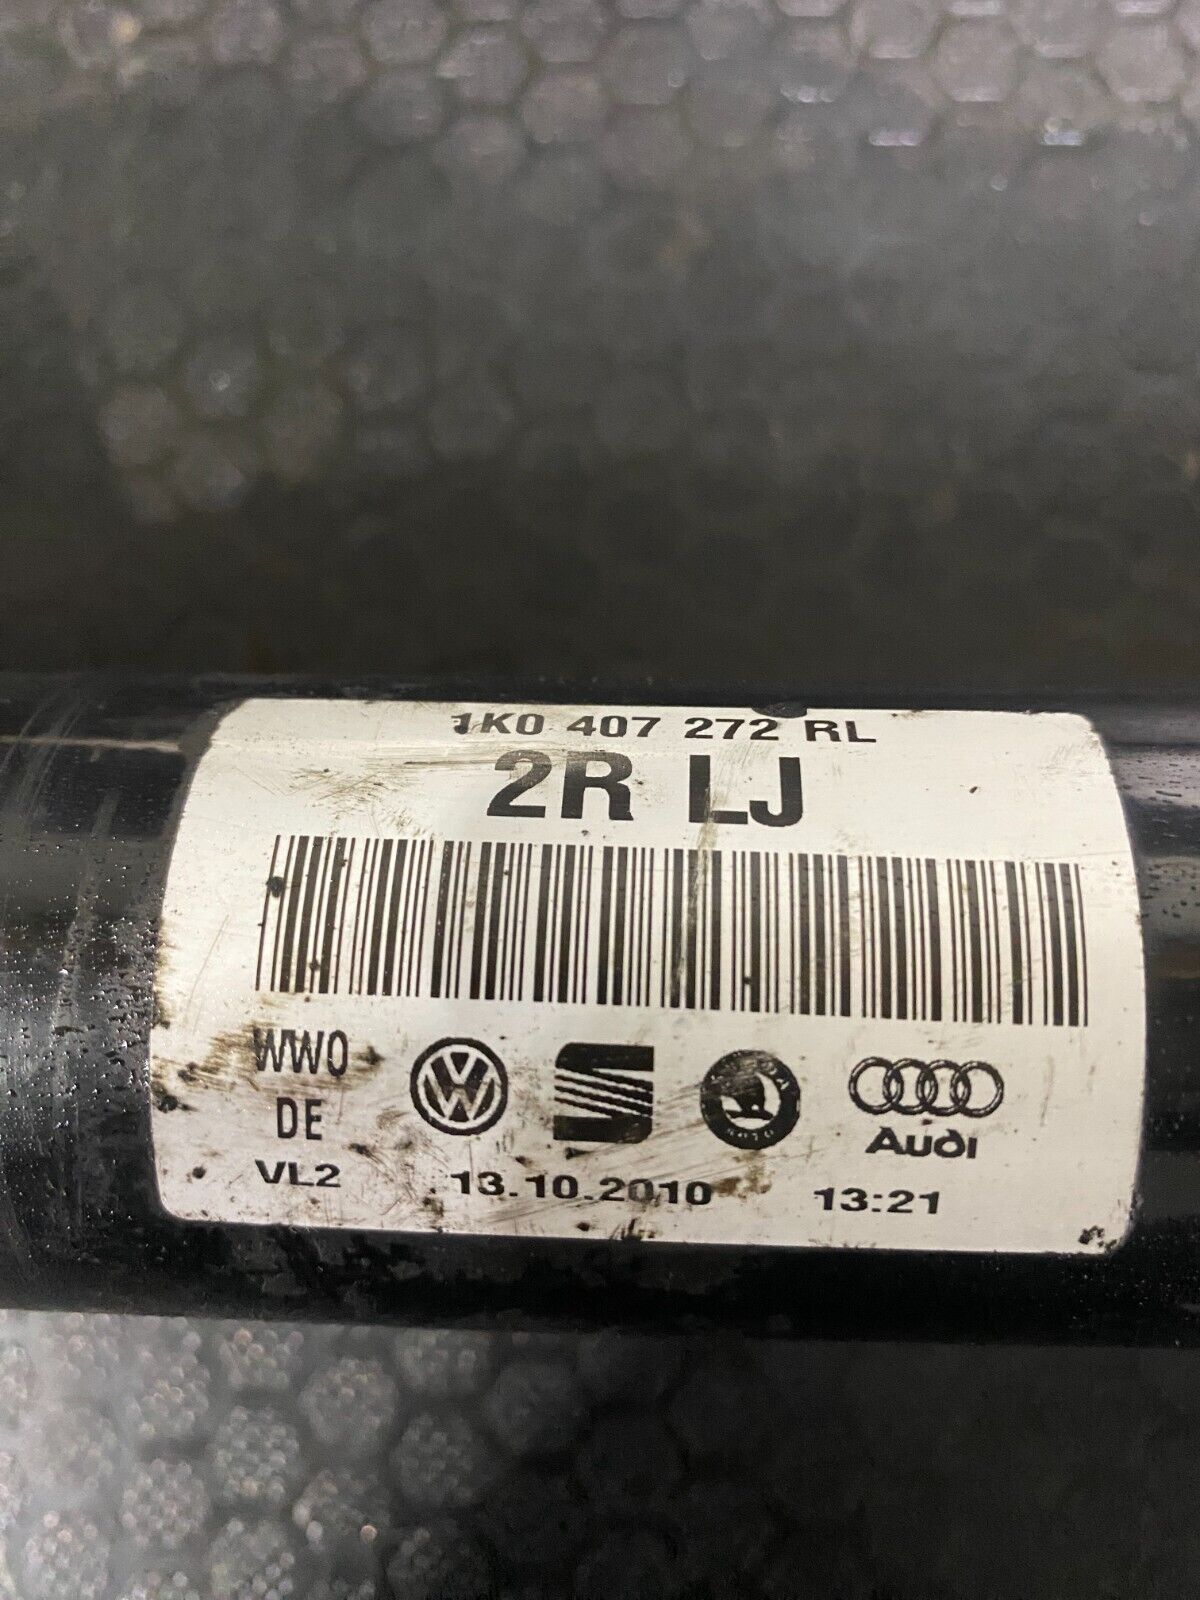 1K0 407 272 RL
2R LJ
WWO
DE
VL2
Audi
13.10.2010 13:21